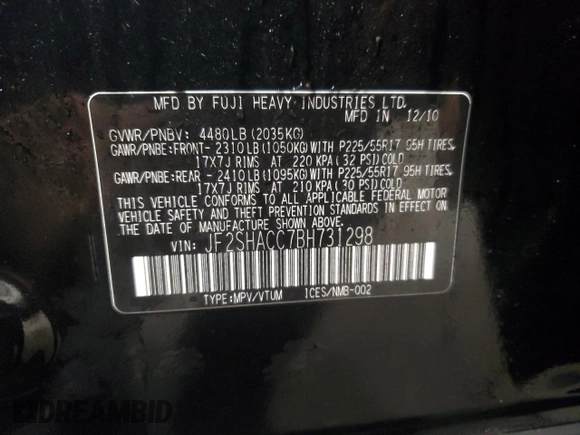 MFD BY FUJI HEAVY INDUSTRIES LTD.
MFD IN 12/10
GVWR/PNBV: 4480LB (2035KG)
GAWR/PNBE:FRONT- 2310LB(1050KG)WITH P225/55R17 95H TIRES,
17X7J RIMS AT 220 KPA (32 PSI)COLD
GAWR/PNBE:REAR - 2410LB(1095KG)WITH P225/55R17 95H TIRES,
17X7J RIMS AT 210 KPA (30 PSI)COLD
THIS VEHICLE CONFORMS TO ALL APPLICABLE FEDERAL MOTOR
VEHICLE SAFETY AND THEFT PREVENTION STANDARDS IN EFFECT ON
THE DATE OF MANUFACTURE SHOWN ABOVE.
VIN: JF2SHACC7BH731298
TYPE:MPV/VTUM ICES/NMB-002
DREAMBID